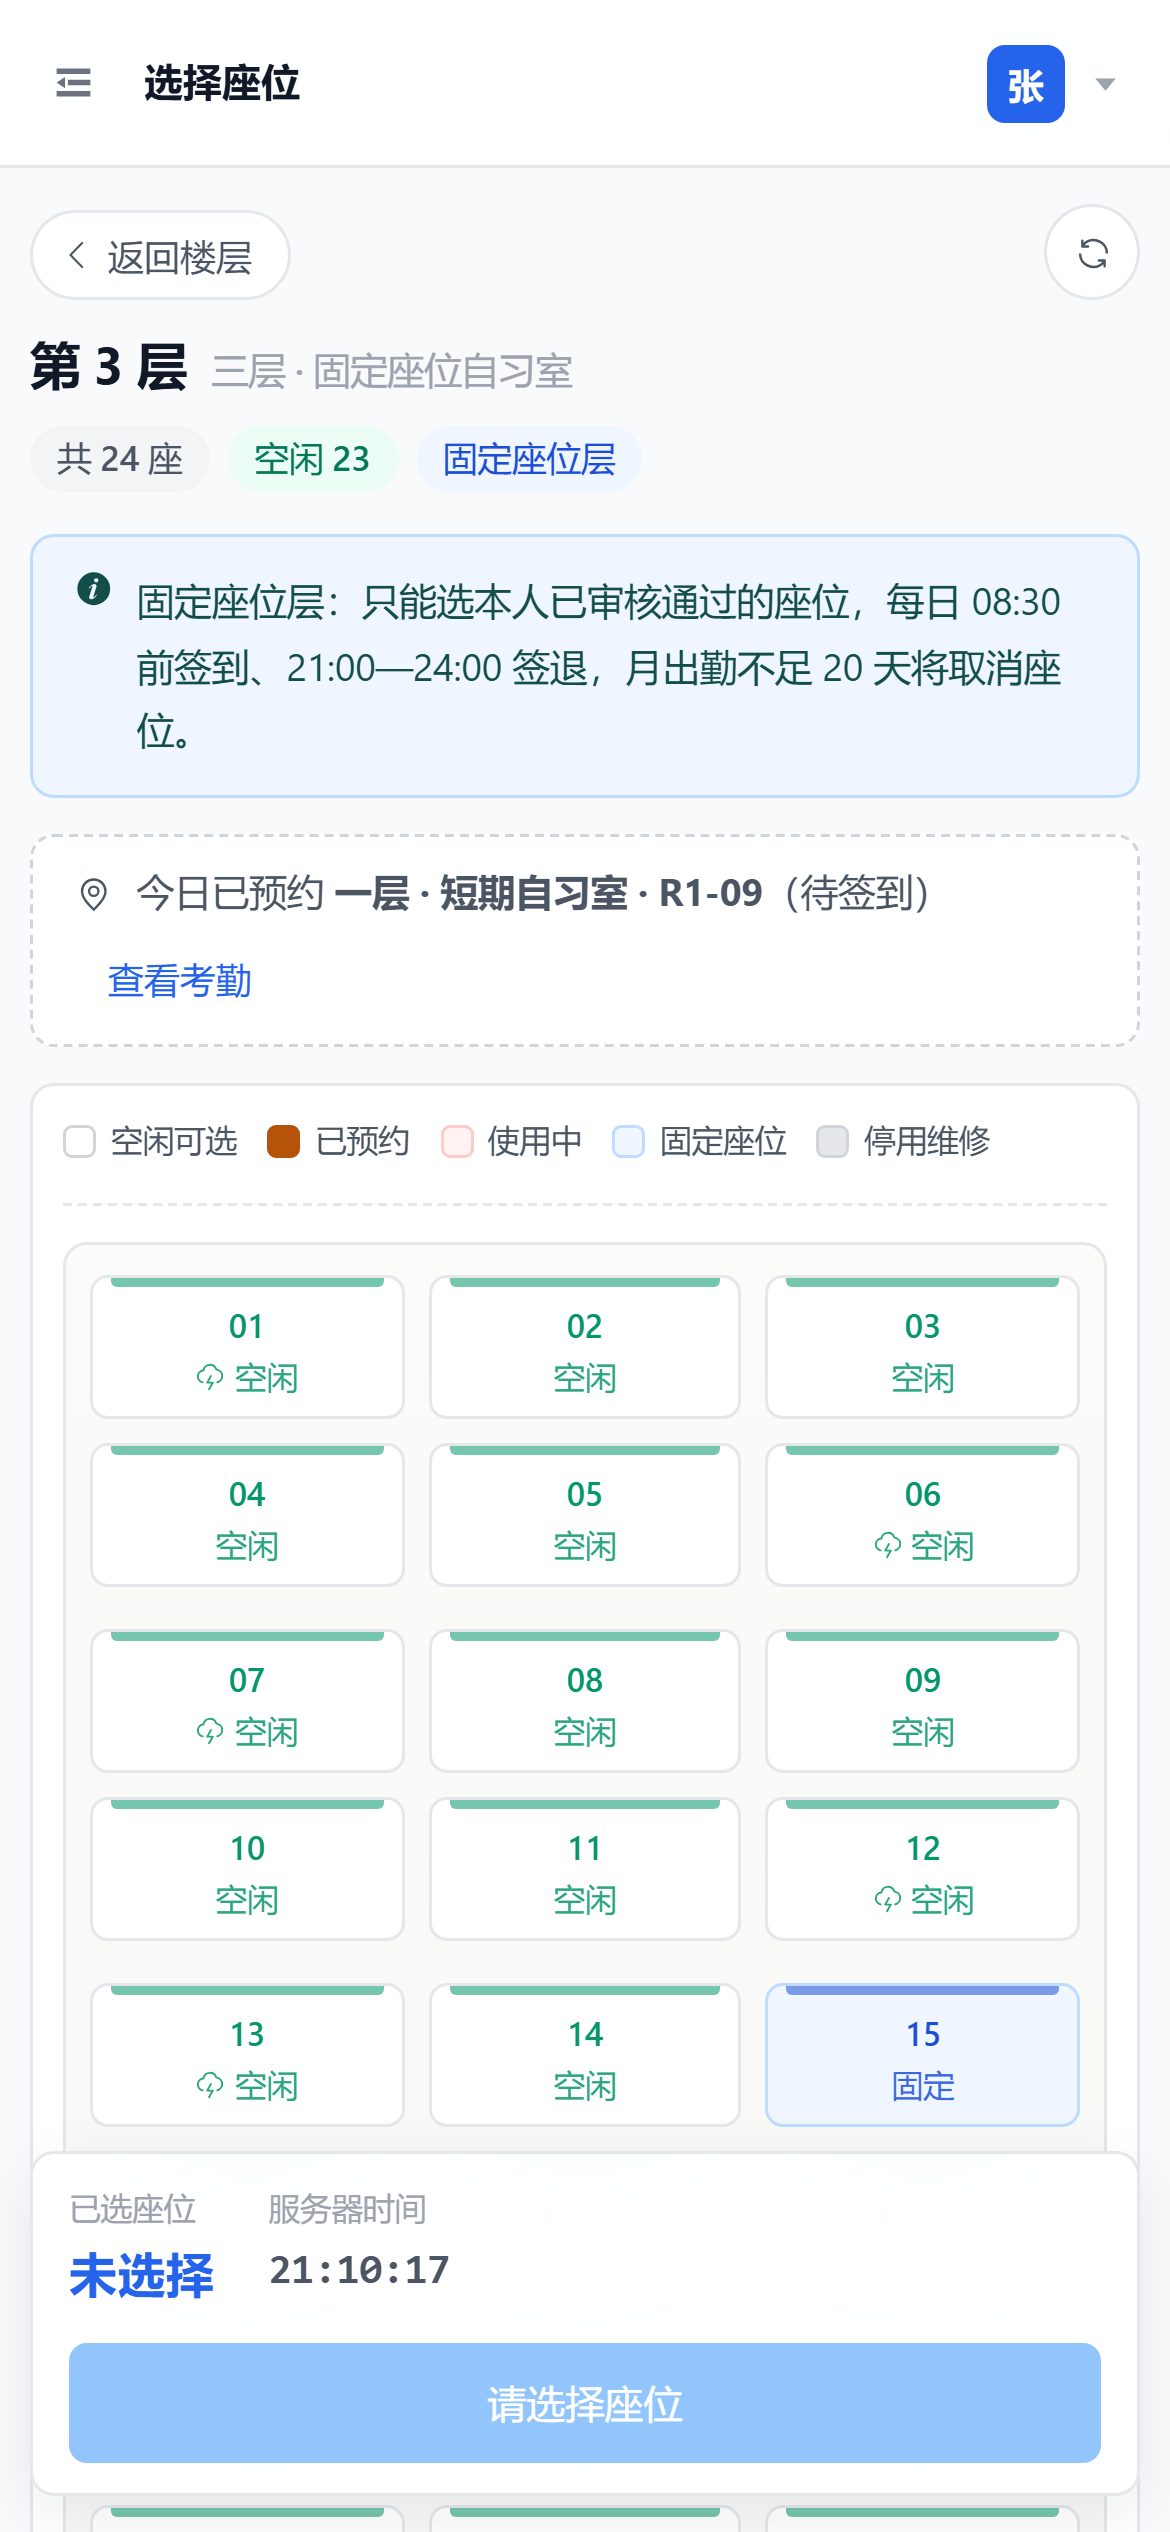 选择座位
张
返回楼层
第 3 层 三层 · 固定座位自习室
共 24 座 空闲 23 固定座位层
固定座位层：只能选本人已审核通过的座位，每日 08:30
前签到、21:00—24:00 签退，月出勤不足 20 天将取消座
位。
今日已预约 一层 · 短期自习室 · R1-09（待签到）
查看考勤
空闲可选 已预约 使用中 固定座位 停用维修
01 02 03
空闲 空闲 空闲
04 05 06
空闲 空闲 空闲
07 08 09
空闲 空闲 空闲
10 11 12
空闲 空闲 空闲
13 14 15
空闲 空闲 固定
已选座位 服务器时间
未选择 21:10:17
请选择座位